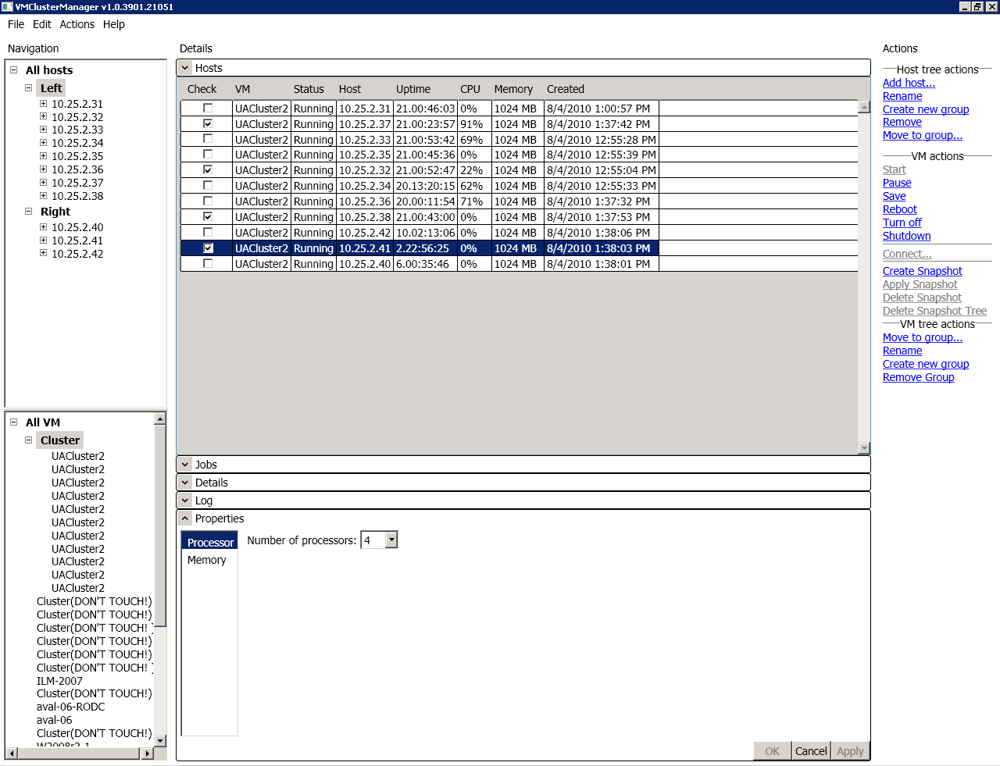 VMClusterManager v1.0.3901.21051
File Edit Actions Help
Navigation
All hosts
Left
10.25.2.31
10.25.2.32
10.25.2.33
10.25.2.34
10.25.2.35
10.25.2.36
10.25.2.37
10.25.2.38
Right
10.25.2.40
10.25.2.41
10.25.2.42
All VM
Cluster
UACluster2
UACluster2
UACluster2
UACluster2
UACluster2
UACluster2
UACluster2
UACluster2
UACluster2
UACluster2
UACluster2
Cluster(DON'T TOUCH!)
Cluster(DON'T TOUCH!)
Cluster(DON'T TOUCH! )
Cluster(DON'T TOUCH!)
Cluster(DON'T TOUCH!)
Cluster(DON'T TOUCH! )
ILM-2007
Cluster(DON'T TOUCH!)
aval-06-RODC
aval-06
Cluster(DON'T TOUCH!)
W2008r2-1
Details
Hosts
Check VM Status Host Uptime CPU Memory Created
UACluster2 Running 10.25.2.31 21.00:46:03 0% 1024 MB 8/4/2010 1:00:57 PM
UACluster2 Running 10.25.2.37 21.00:23:57 91% 1024 MB 8/4/2010 1:37:42 PM
UACluster2 Running 10.25.2.33 21.00:53:42 69% 1024 MB 8/4/2010 12:55:28 PM
UACluster2 Running 10.25.2.35 21.00:45:36 0% 1024 MB 8/4/2010 12:55:39 PM
UACluster2 Running 10.25.2.32 21.00:52:47 22% 1024 MB 8/4/2010 12:55:04 PM
UACluster2 Running 10.25.2.34 20.13:20:15 62% 1024 MB 8/4/2010 12:55:33 PM
UACluster2 Running 10.25.2.36 20.00:11:54 71% 1024 MB 8/4/2010 1:37:32 PM
UACluster2 Running 10.25.2.38 21.00:43:00 0% 1024 MB 8/4/2010 1:37:53 PM
UACluster2 Running 10.25.2.42 10.02:13:06 0% 1024 MB 8/4/2010 1:38:06 PM
UACluster2 Running 10.25.2.41 2.22:56:25 0% 1024 MB 8/4/2010 1:38:03 PM
UACluster2 Running 10.25.2.40 6.00:35:46 0% 1024 MB 8/4/2010 1:38:01 PM
Jobs
Details
Log
Properties
Processor
Memory
Number of processors: 4
OK Cancel Apply
Actions
Host tree actions
Add host...
Rename
Create new group
Remove
Move to group...
VM actions
Start
Pause
Save
Reboot
Turn off
Shutdown
Connect...
Create Snapshot
Apply Snapshot
Delete Snapshot
Delete Snapshot Tree
VM tree actions
Move to group...
Rename
Create new group
Remove Group